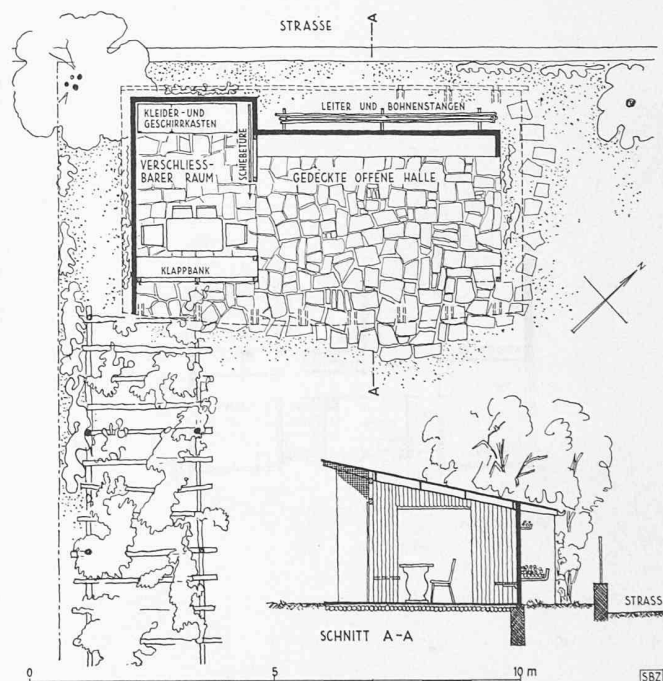 STRASSE
A
LEITER UND BOHNENSTANGEN
KLEIDER- UND
GESCHIRRKASTEN
SCHIEBETÜRE
VERSCHLIESS-
BARER RAUM
GEDECKTE OFFENE HALLE
KLAPPBANK
N
A
STRASSE
SCHNITT A-A
0 5 10 m
SBZ